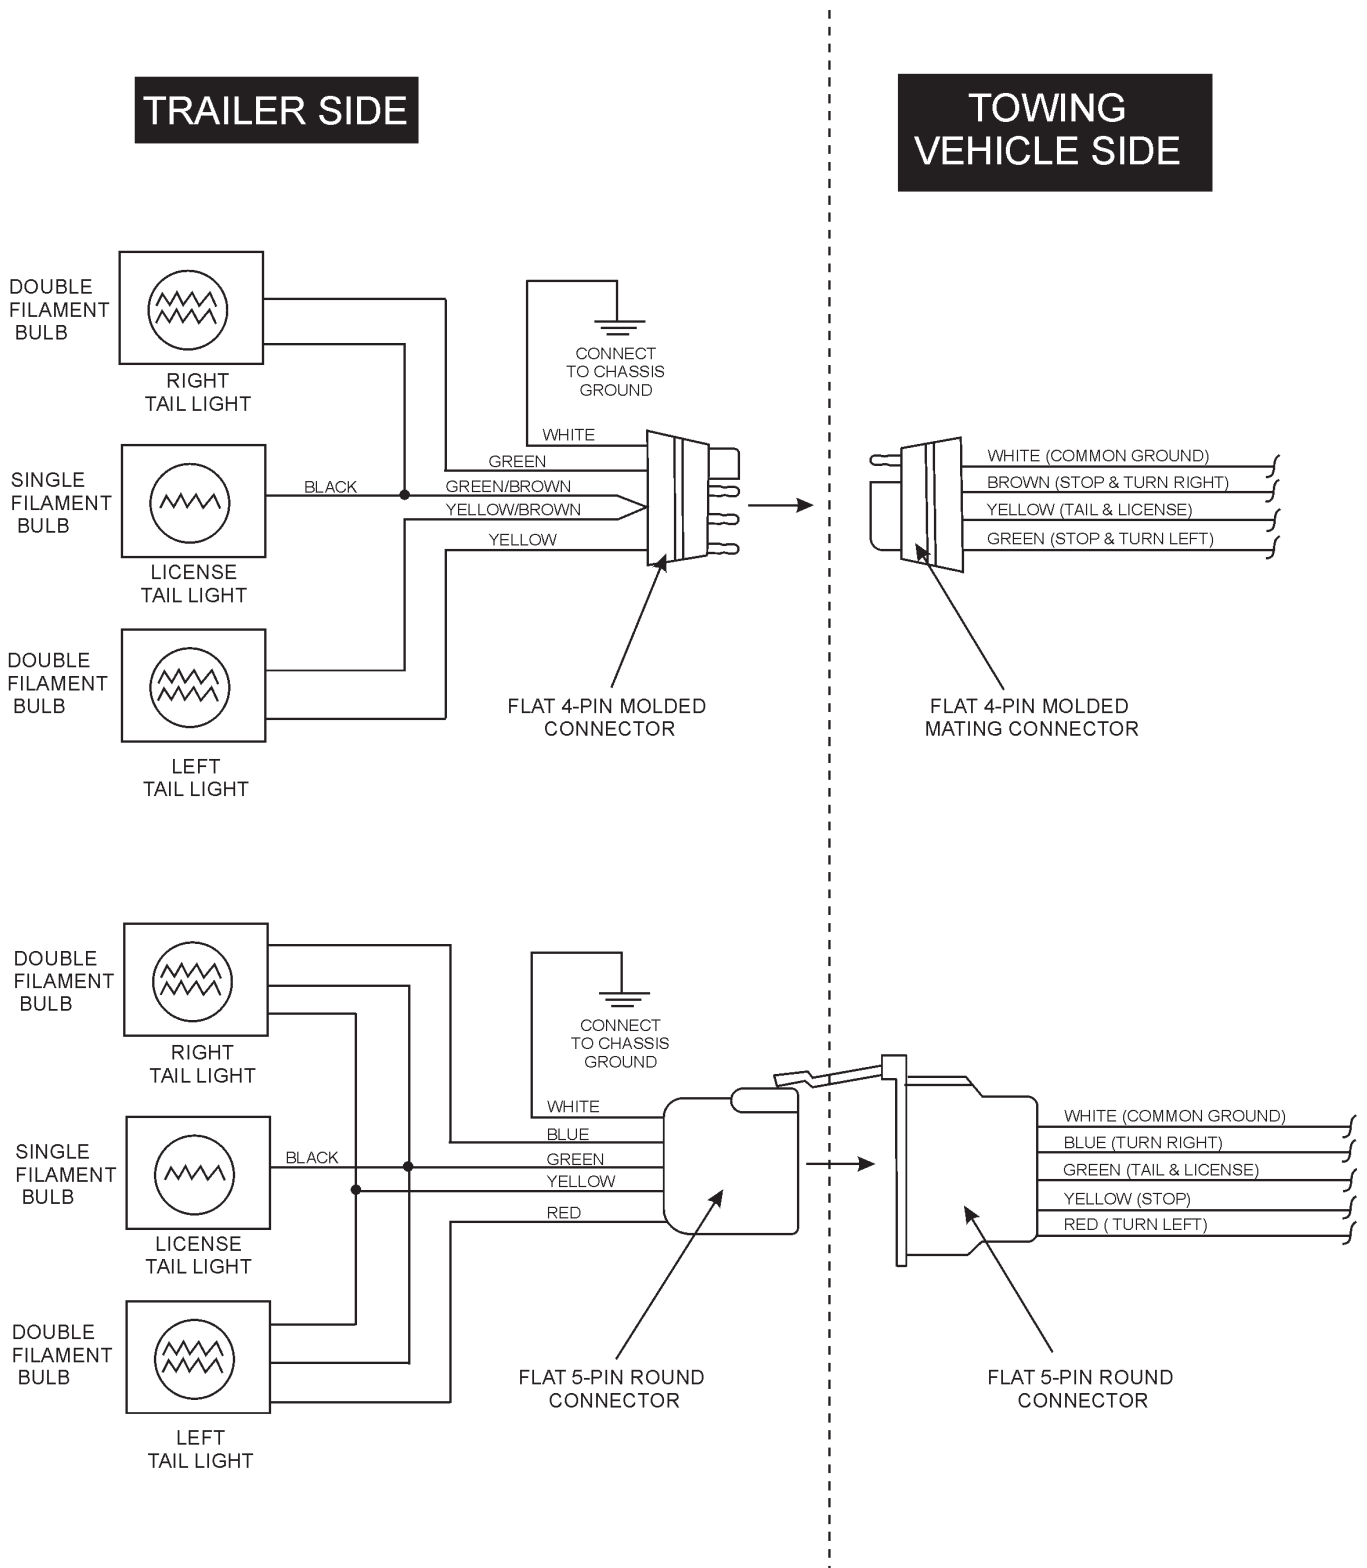 TRAILER SIDE
TOWING
VEHICLE SIDE
DOUBLE
FILAMENT
BULB
RIGHT
TAIL LIGHT
CONNECT
TO CHASSIS
GROUND
WHITE
GREEN
SINGLE
FILAMENT
BULB
BLACK
GREEN/BROWN
YELLOW/BROWN
YELLOW
LICENSE
TAIL LIGHT
WHITE (COMMON GROUND)
BROWN (STOP & TURN RIGHT)
YELLOW (TAIL & LICENSE)
GREEN (STOP & TURN LEFT)
DOUBLE
FILAMENT
BULB
LEFT
TAIL LIGHT
FLAT 4-PIN MOLDED
CONNECTOR
FLAT 4-PIN MOLDED
MATING CONNECTOR
DOUBLE
FILAMENT
BULB
RIGHT
TAIL LIGHT
CONNECT
TO CHASSIS
GROUND
WHITE
BLUE
SINGLE
FILAMENT
BULB
BLACK
GREEN
YELLOW
RED
LICENSE
TAIL LIGHT
WHITE (COMMON GROUND)
BLUE (TURN RIGHT)
GREEN (TAIL & LICENSE)
YELLOW (STOP)
RED ( TURN LEFT)
DOUBLE
FILAMENT
BULB
LEFT
TAIL LIGHT
FLAT 5-PIN ROUND
CONNECTOR
FLAT 5-PIN ROUND
CONNECTOR